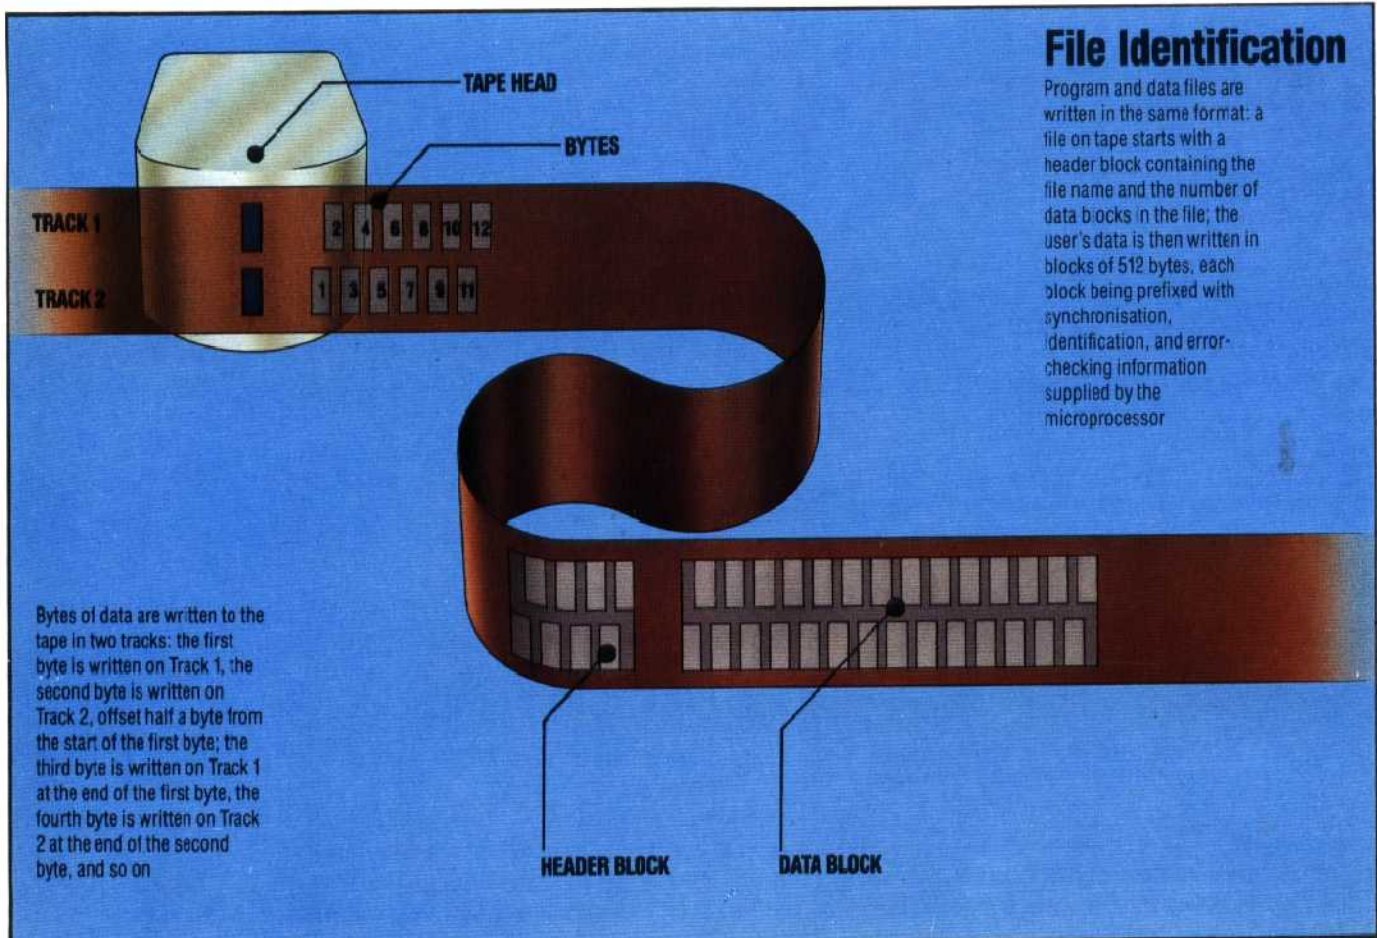 File Identification
Program and data files are
written in the same format: a
file on tape starts with a
header block containing the
file name and the number of
data blocks in the file; the
user's data is then written in
blocks of 512 bytes, each
block being prefixed with
synchronisation,
identification, and error-
checking information
supplied by the
microprocessor
TAPE HEAD
BYTES
TRACK 1
2 4 6 8 10 12
TRACK 2
1 3 5 7 9 11
Bytes of data are written to the
tape in two tracks: the first
byte is written on Track 1, the
second byte is written on
Track 2, offset half a byte from
the start of the first byte; the
third byte is written on Track 1
at the end of the first byte, the
fourth byte is written on Track
2 at the end of the second
byte, and so on
HEADER BLOCK
DATA BLOCK